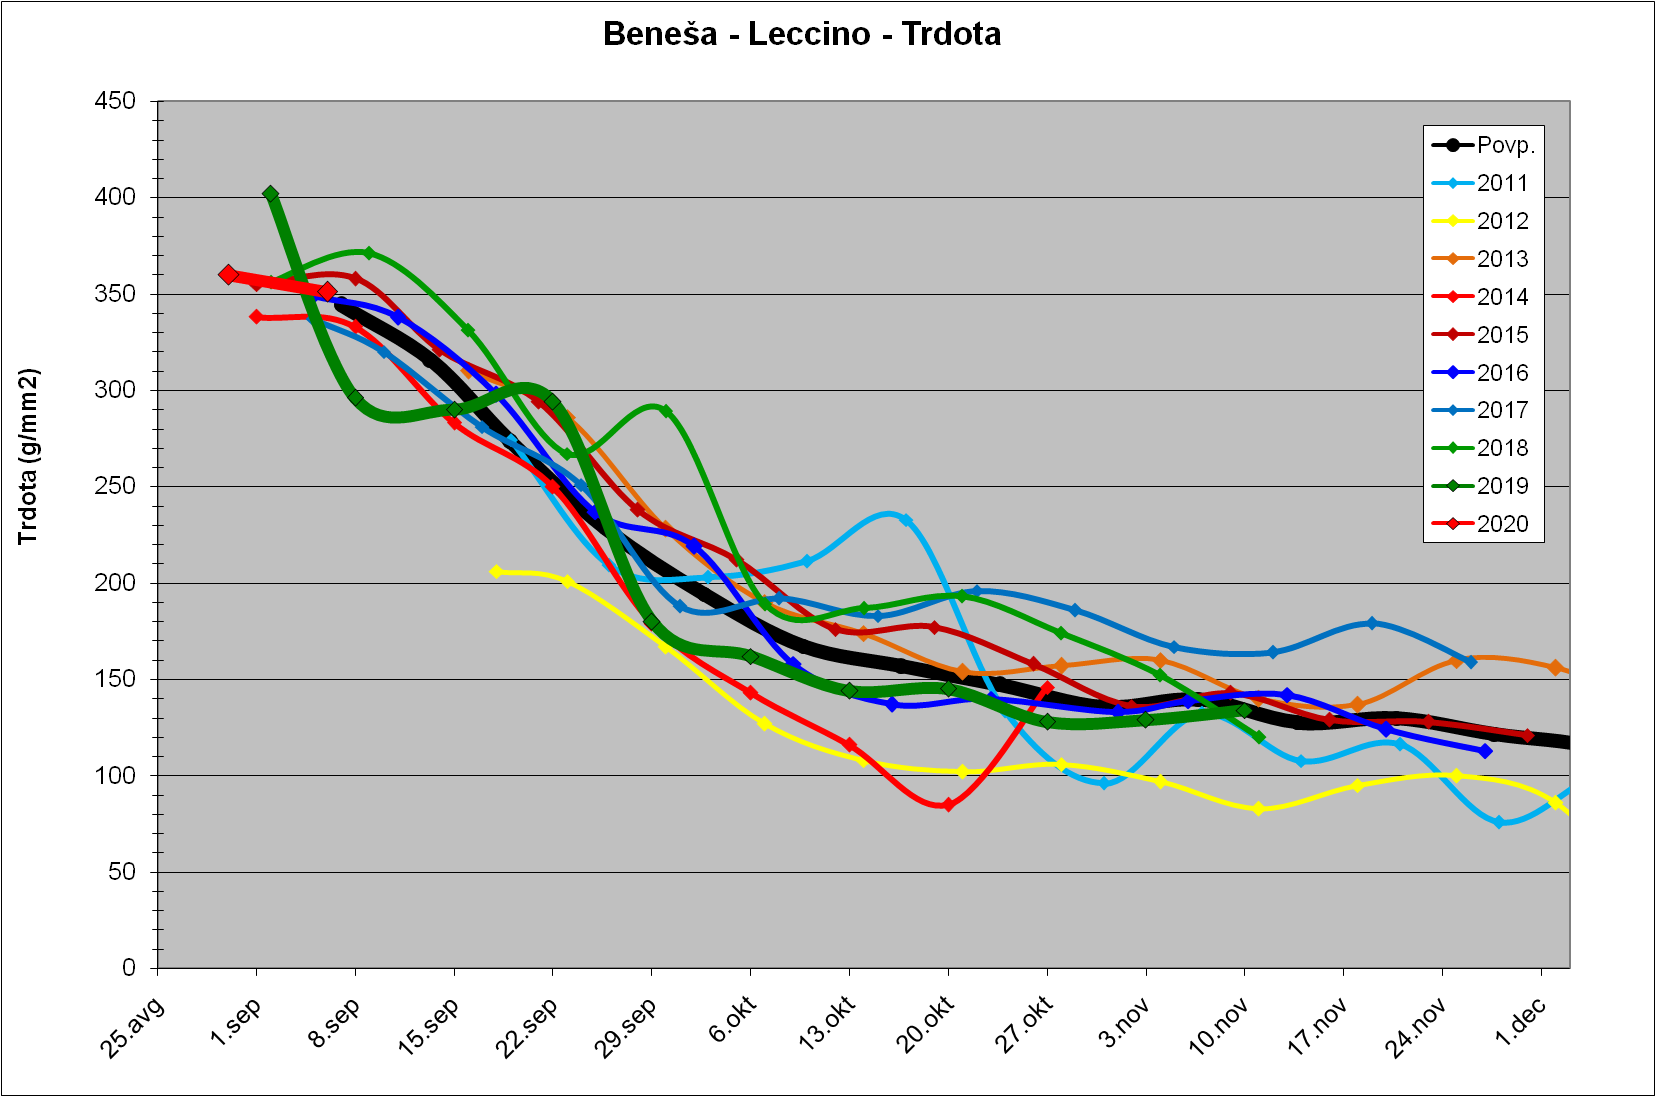 Beneša - Leccino - Trdota
Trdota (g/mm2)
450
400
350
300
250
200
150
100
50
0
25.avg
1.sep
8.sep
15.sep
22.sep
29.sep
6.okt
13.okt
20.okt
27.okt
3.nov
10.nov
17.nov
24.nov
1.dec
Povp.
2011
2012
2013
2014
2015
2016
2017
2018
2019
2020